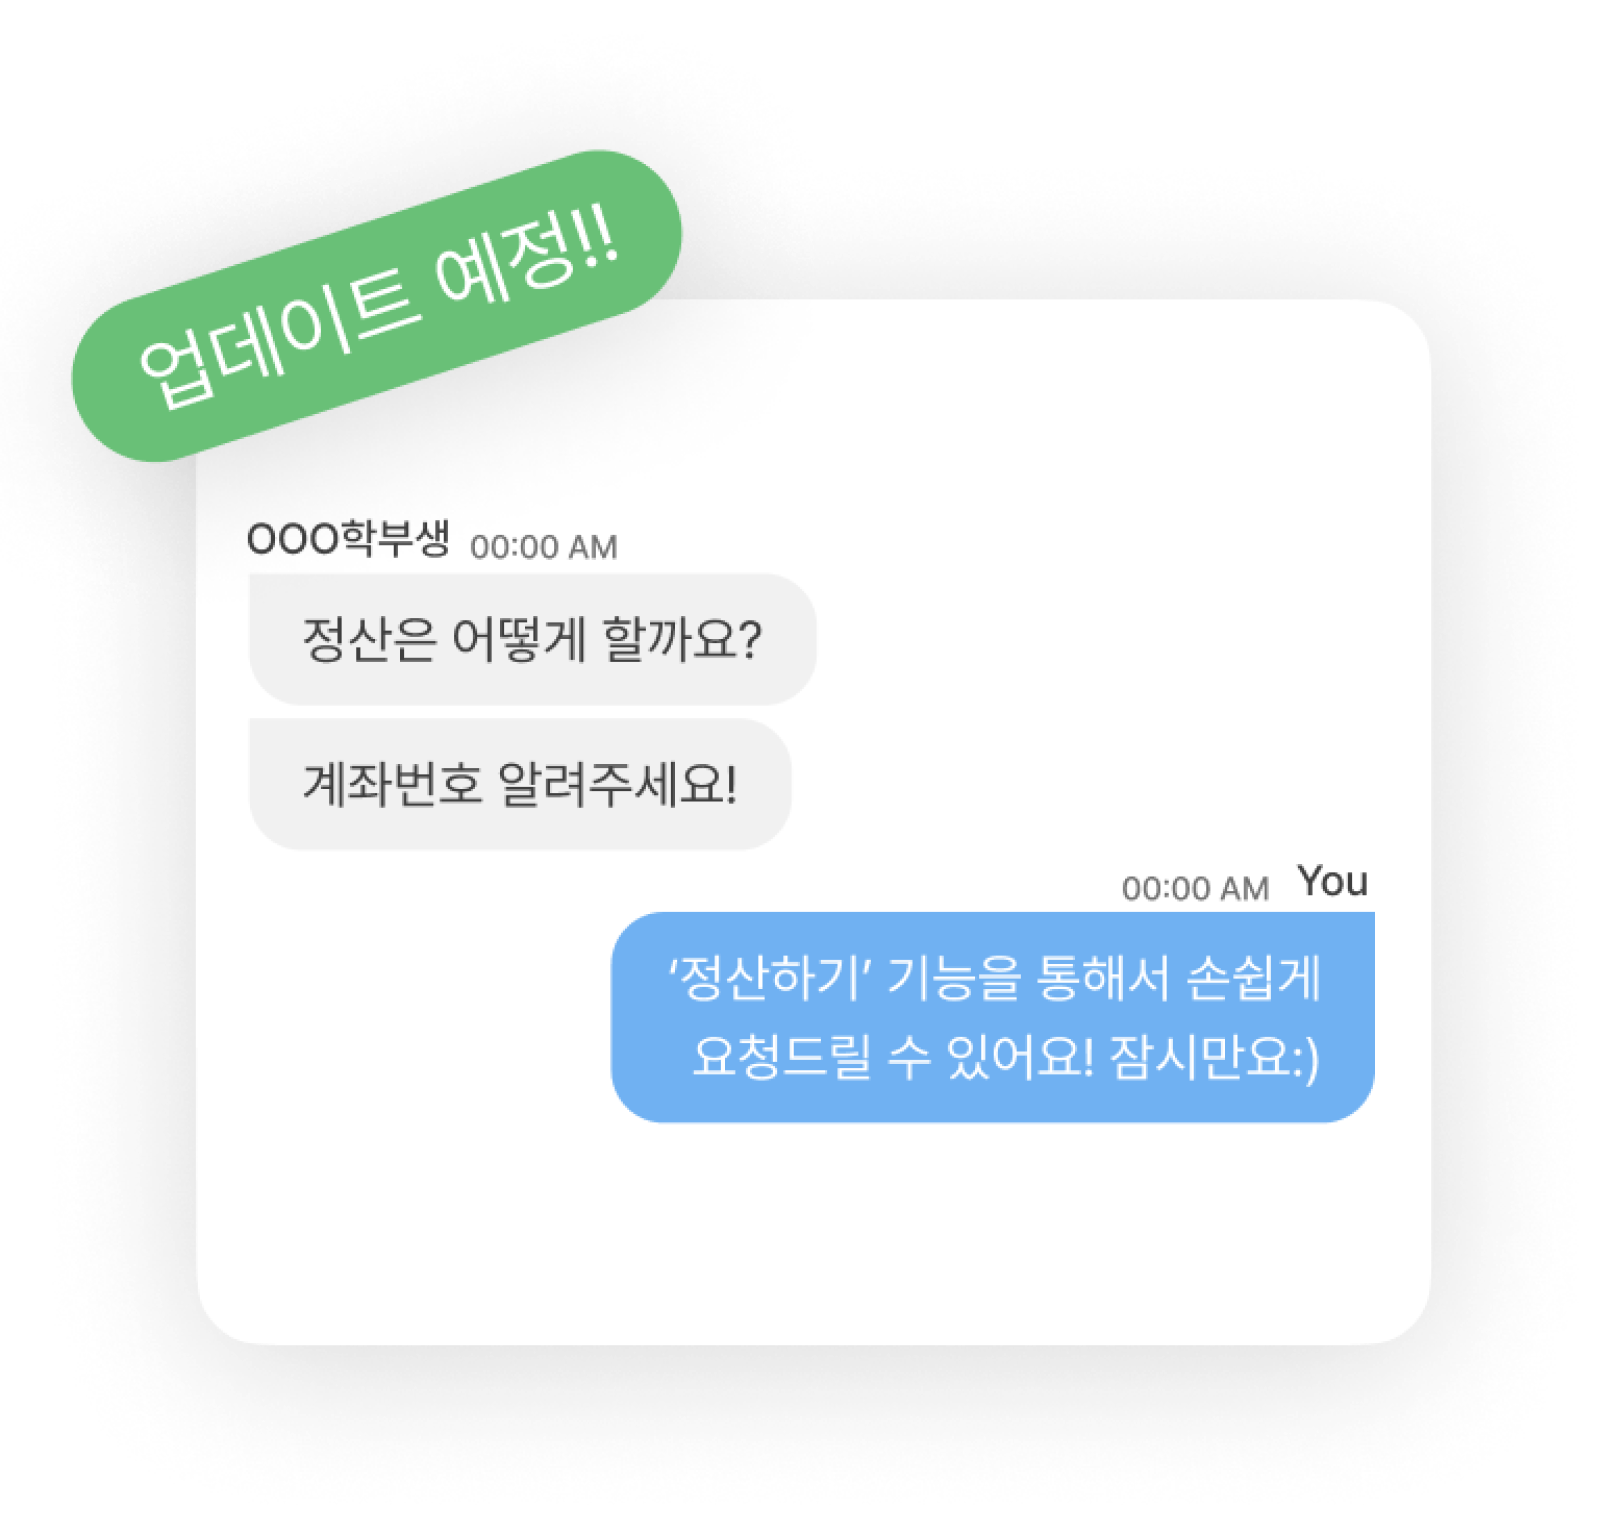 업데이트 예정!!
OOO학부생 00:00 AM
정산은 어떻게 할까요?
계좌번호 알려주세요!
00:00 AM You
‘정산하기’ 기능을 통해서 손쉽게
요청드릴 수 있어요! 잠시만요:)